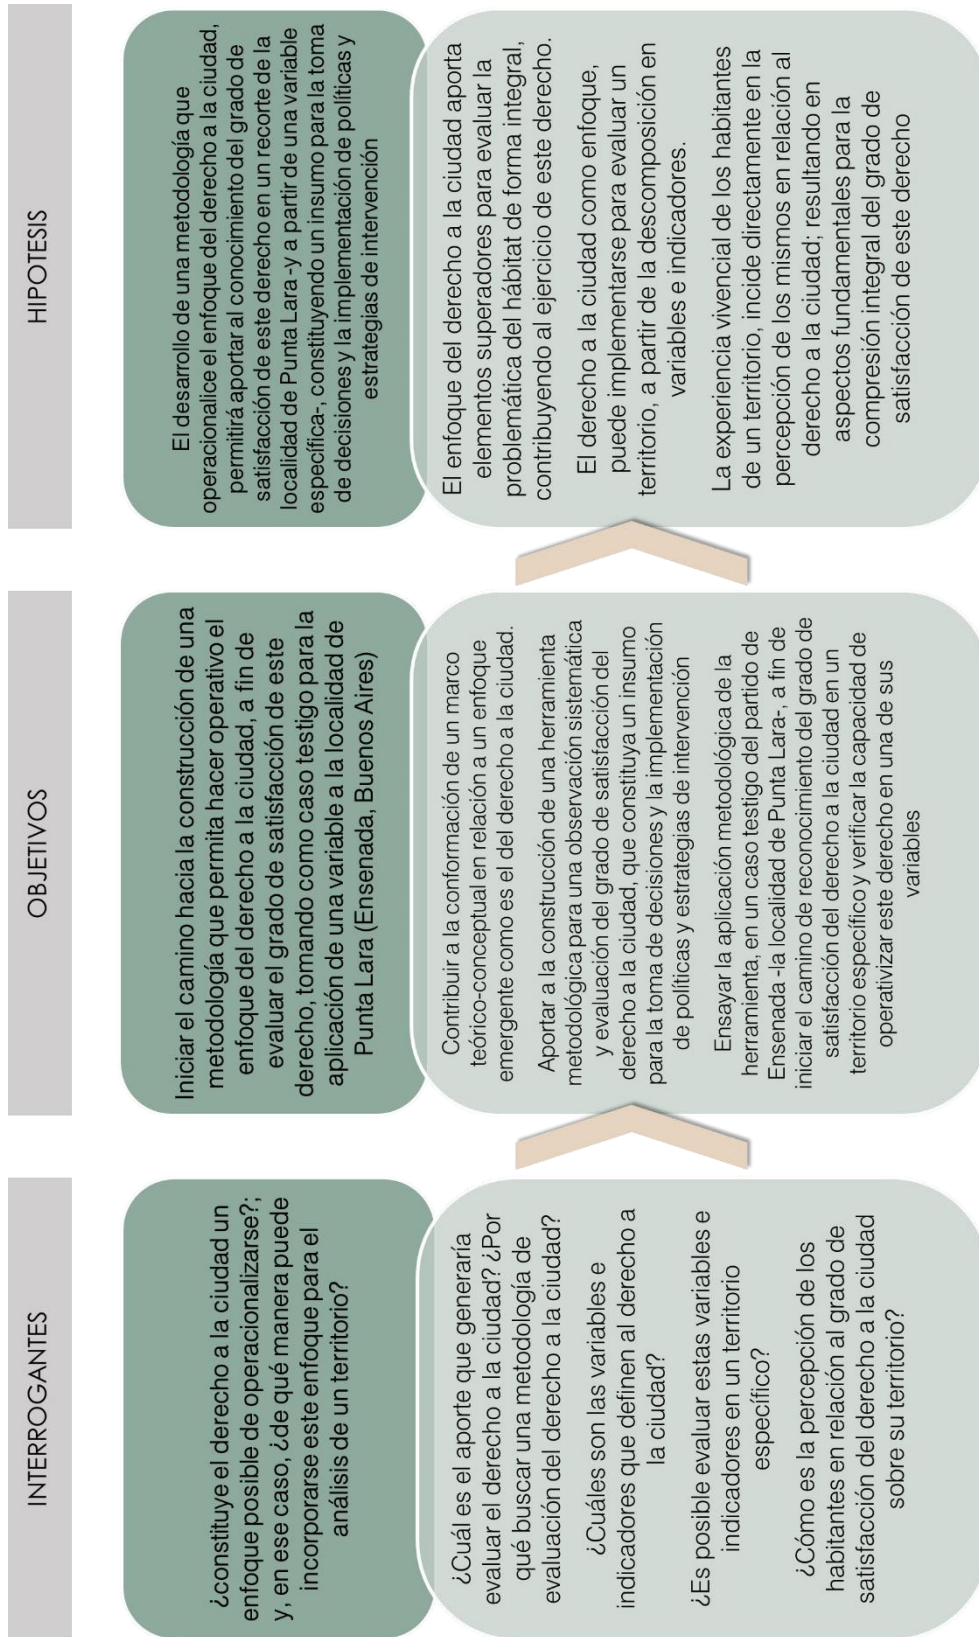 INTERROGANTES
¿constituye el derecho a la ciudad un
enfoque posible de operacionalizarse?;
y, en ese caso, ¿de qué manera puede
incorporarse este enfoque para el
análisis de un territorio?
¿Cuál es el aporte que generaría
evaluar el derecho a la ciudad? ¿Por
qué buscar una metodología de
evaluación del derecho a la ciudad?
¿Cuáles son las variables e
indicadores que definen al derecho a
la ciudad?
¿Es posible evaluar estas variables e
indicadores en un territorio
específico?
¿Cómo es la percepción de los
habitantes en relación al grado de
satisfacción del derecho a la ciudad
sobre su territorio?
OBJETIVOS
Iniciar el camino hacia la construcción de una
metodología que permita hacer operativo el
enfoque del derecho a la ciudad, a fin de
evaluar el grado de satisfacción de este
derecho, tomando como caso testigo para la
aplicación de una variable a la localidad de
Punta Lara (Ensenada, Buenos Aires)
Contribuir a la conformación de un marco
teórico-conceptual en relación a un enfoque
emergente como es el del derecho a la ciudad.
Aportar a la construcción de una herramienta
metodológica para una observación sistemática
y evaluación del grado de satisfacción del
derecho a la ciudad, que constituya un insumo
para la toma de decisiones y la implementación
de políticas y estrategias de intervención
Ensayar la aplicación metodológica de la
herramienta, en un caso testigo del partido de
Ensenada -la localidad de Punta Lara-, a fin de
iniciar el camino de reconocimiento del grado de
satisfacción del derecho a la ciudad en un
territorio específico y verificar la capacidad de
operativizar este derecho en una de sus
variables
HIPOTESIS
El desarrollo de una metodología que
operacionalice el enfoque del derecho a la ciudad,
permitirá aportar al conocimiento del grado de
satisfacción de este derecho en un recorte de la
localidad de Punta Lara -y a partir de una variable
específica-, constituyendo un insumo para la toma
de decisiones y la implementación de políticas y
estrategias de intervención
El enfoque del derecho a la ciudad aporta
elementos superadores para evaluar la
problemática del hábitat de forma integral,
contribuyendo al ejercicio de este derecho.
El derecho a la ciudad como enfoque,
puede implementarse para evaluar un
territorio, a partir de la descomposición en
variables e indicadores.
La experiencia vivencial de los habitantes
de un territorio, incide directamente en la
percepción de los mismos en relación al
derecho a la ciudad; resultando en
aspectos fundamentales para la
compresión integral del grado de
satisfacción de este derecho